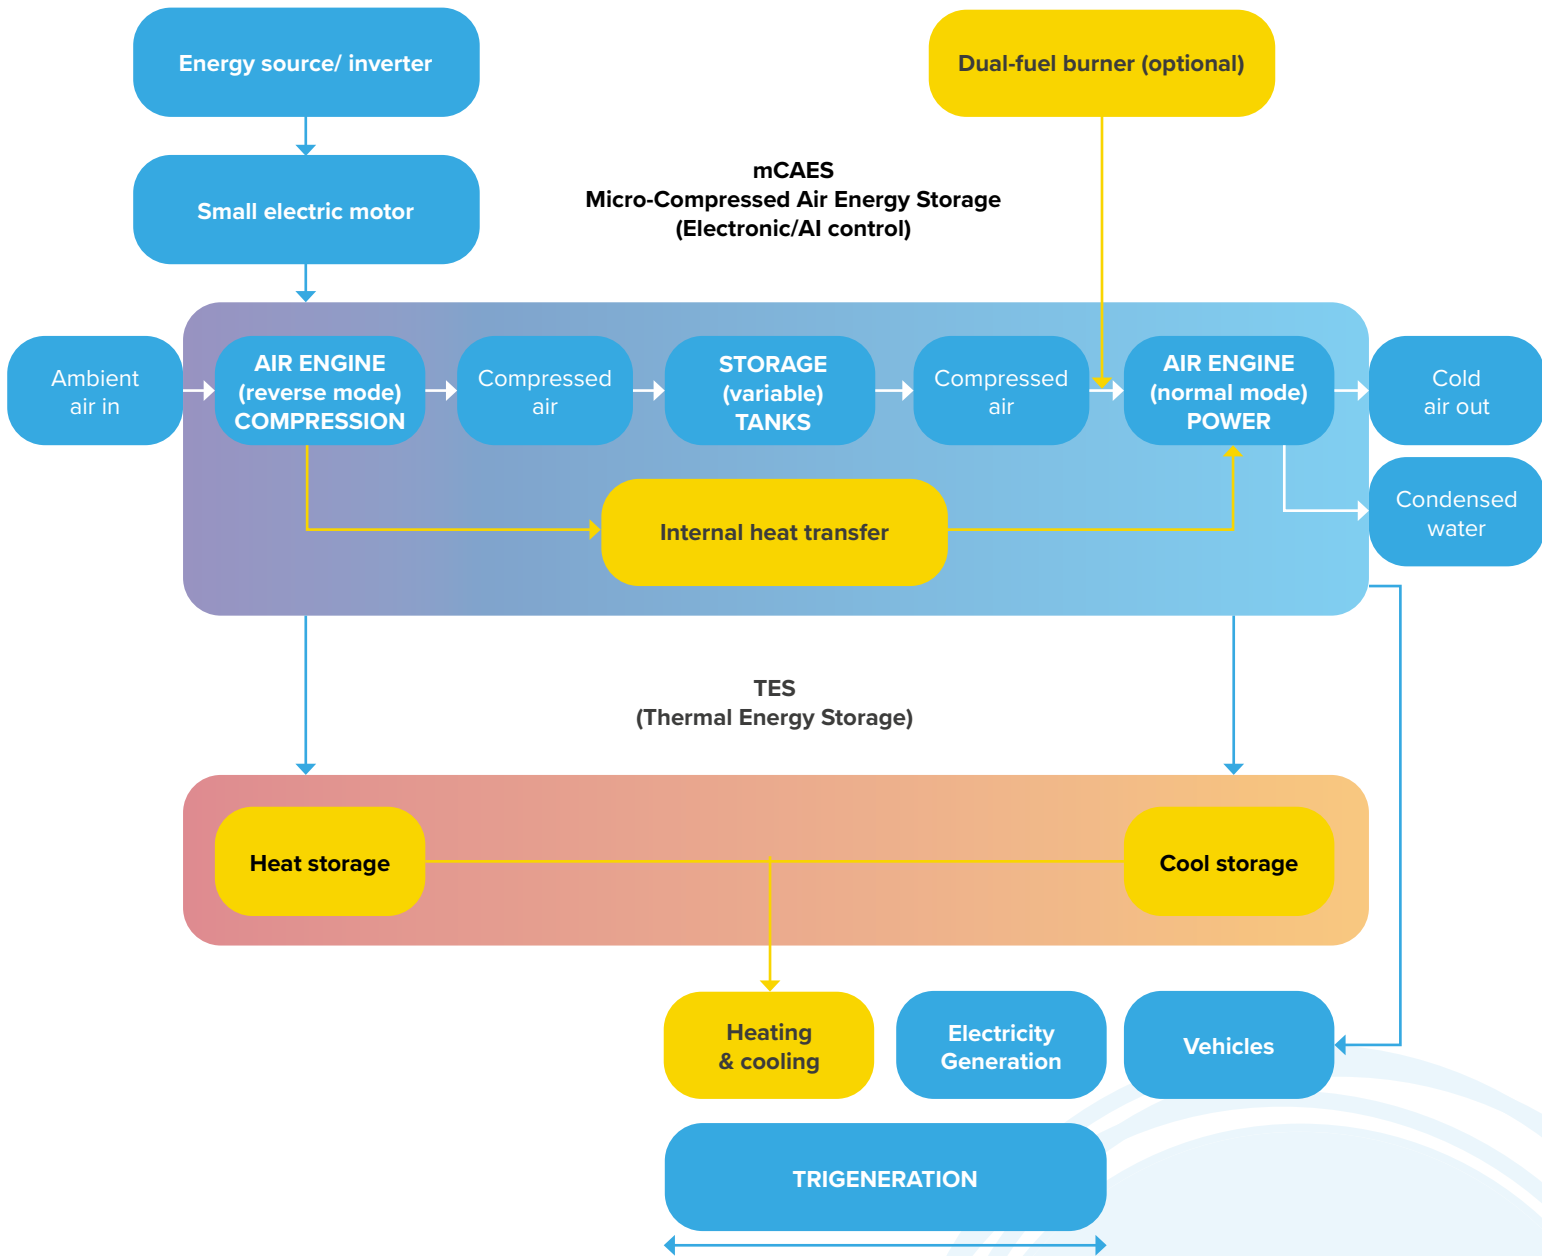 Energy source/ inverter
Dual-fuel burner (optional)
Small electric motor
mCAES
Micro-Compressed Air Energy Storage
(Electronic/AI control)
Ambient
air in
AIR ENGINE
(reverse mode)
COMPRESSION
Compressed
air
STORAGE
(variable)
TANKS
Compressed
air
AIR ENGINE
(normal mode)
POWER
Cold
air out
Condensed
water
Internal heat transfer
TES
(Thermal Energy Storage)
Heat storage
Cool storage
Heating
& cooling
Electricity
Generation
Vehicles
TRIGENERATION